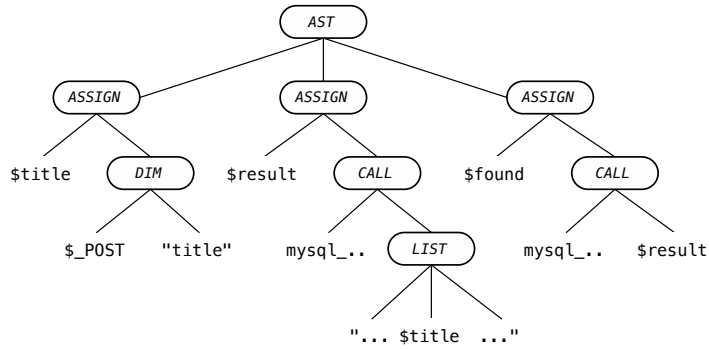 AST
ASSIGN ASSIGN ASSIGN
$title DIM $result CALL $found CALL
$_POST "title" mysql_.. LIST mysql_.. $result
"... $title ..."